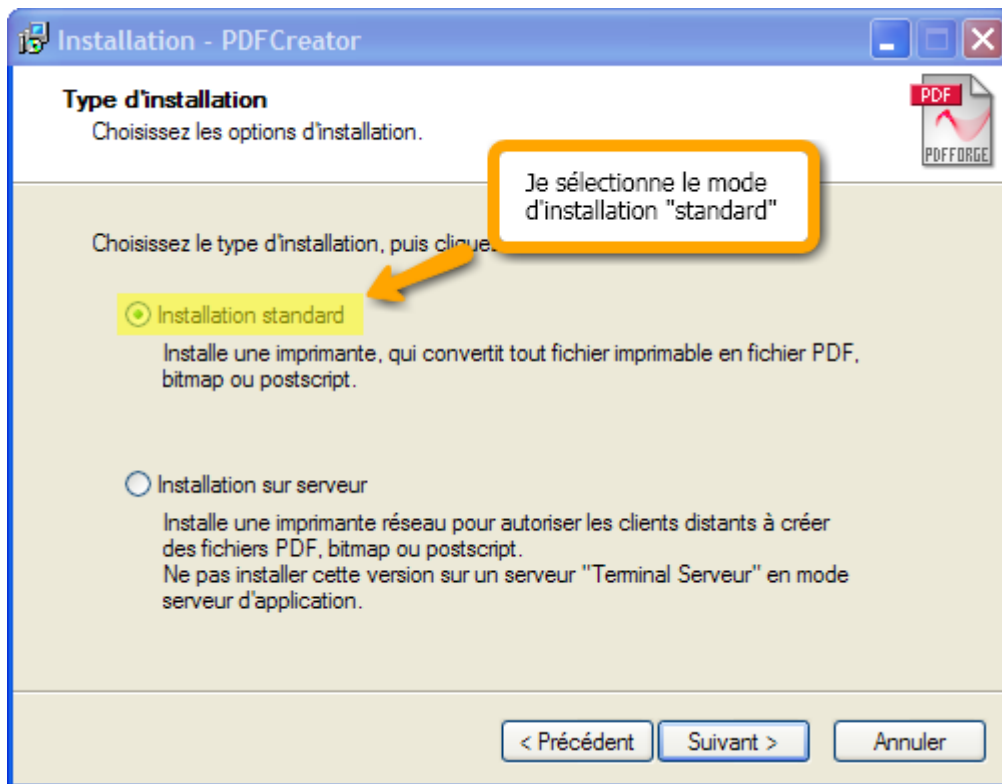 Installation - PDFCreator
Type d'installation
Choisissez les options d'installation.
PDF
PDFFORGE
Je sélectionne le mode
d'installation "standard"
Choisissez le type d'installation, puis cliquez
Installation standard
Installe une imprimante, qui convertit tout fichier imprimable en fichier PDF,
bitmap ou postscript.
Installation sur serveur
Installe une imprimante réseau pour autoriser les clients distants à créer
des fichiers PDF, bitmap ou postscript.
Ne pas installer cette version sur un serveur "Terminal Serveur" en mode
serveur d'application.
< Précédent
Suivant >
Annuler